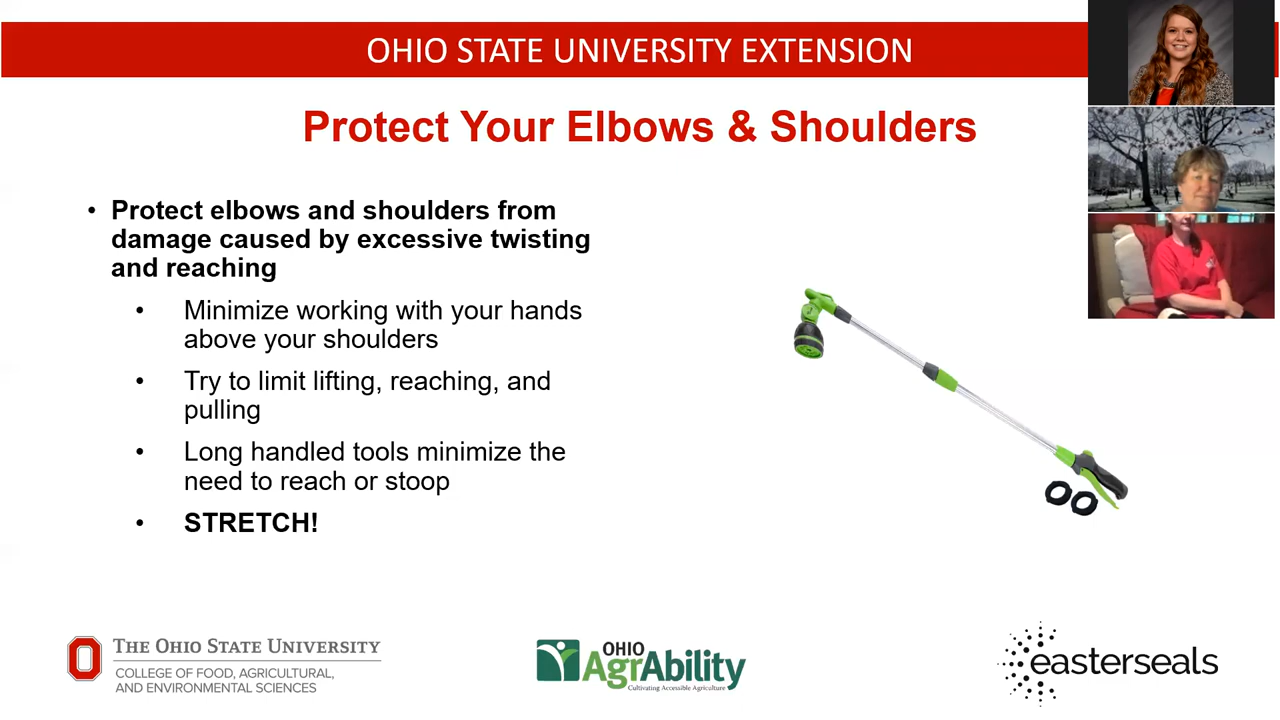 OHIO STATE UNIVERSITY EXTENSION
Protect Your Elbows & Shoulders
• Protect elbows and shoulders from
damage caused by excessive twisting
and reaching
• Minimize working with your hands
above your shoulders
• Try to limit lifting, reaching, and
pulling
• Long handled tools minimize the
need to reach or stoop
• STRETCH!
THE OHIO STATE UNIVERSITY
COLLEGE OF FOOD, AGRICULTURAL,
AND ENVIRONMENTAL SCIENCES
OHIO
AgrAbility
Cultivating Accessible Agriculture
easterseals